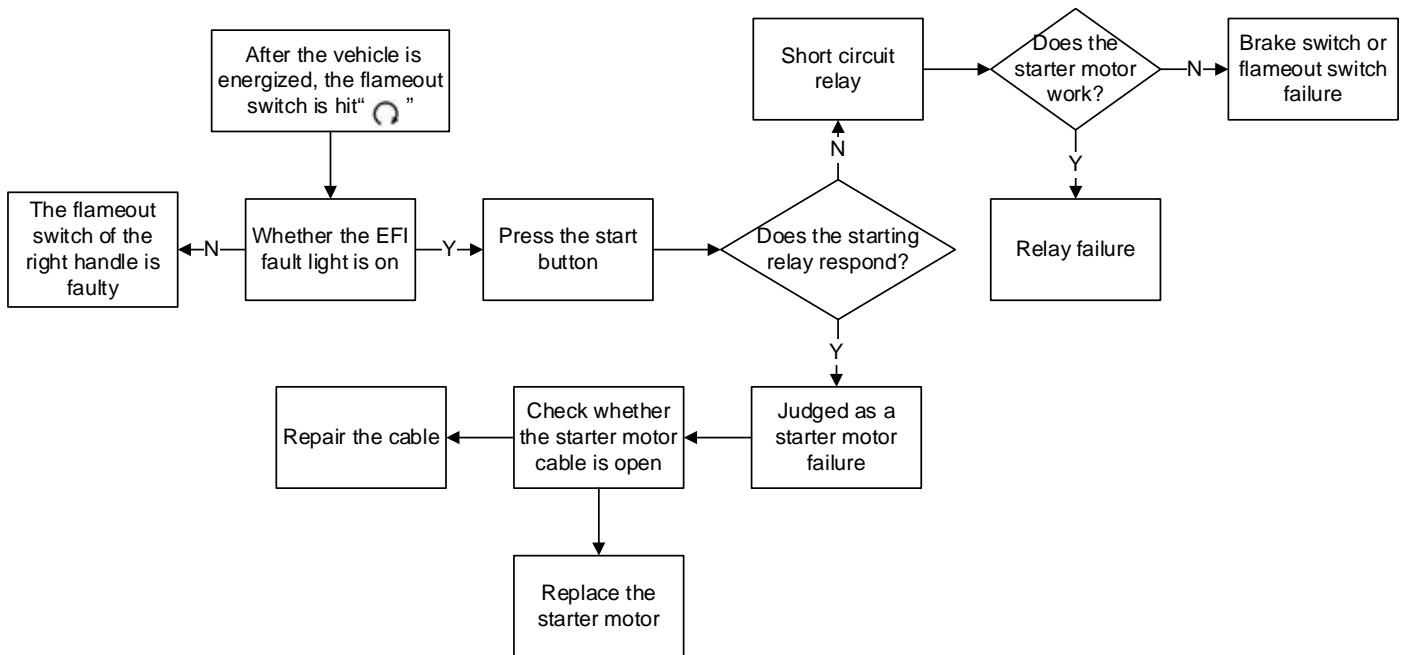 After the vehicle is
energized, the flameout
switch is hit“ ”
Short circuit
relay
Does the
starter motor
work?
N
Brake switch or
flameout switch
failure
N
Y
The flameout
switch of the
right handle is
faulty
N
Whether the EFI
fault light is on
Y
Press the start
button
Does the starting
relay respond?
Relay failure
Y
Repair the cable
Check whether
the starter motor
cable is open
Judged as a
starter motor
failure
Replace the
starter motor